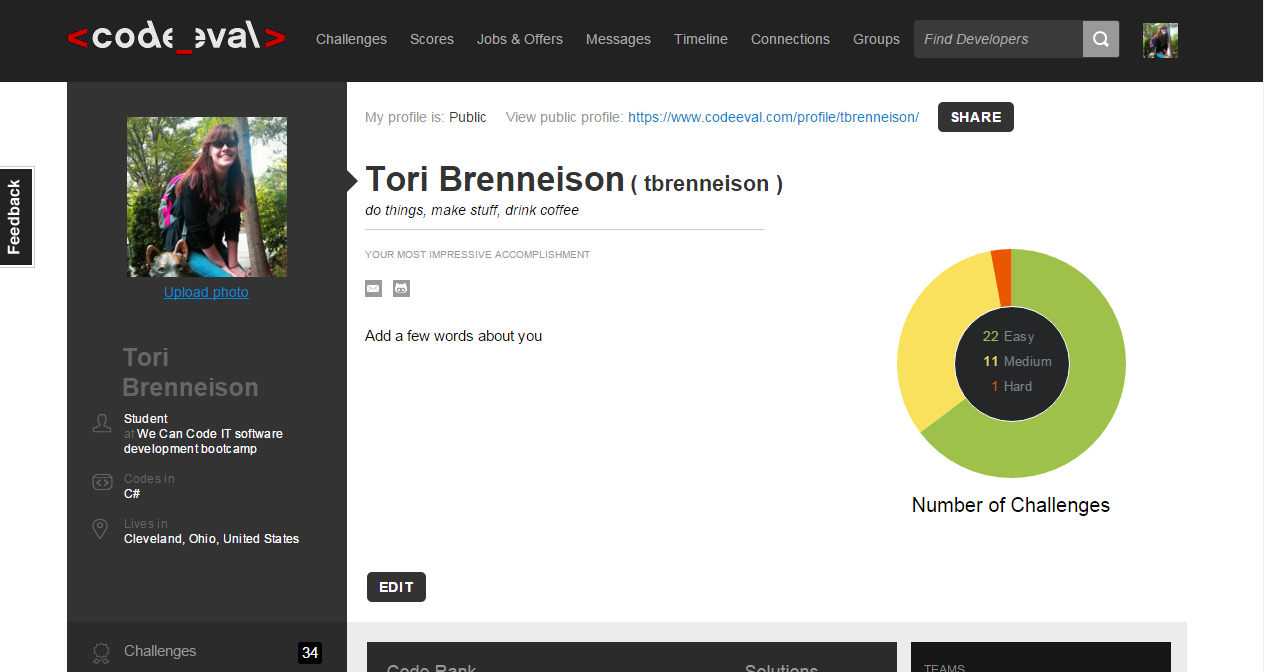 <code_eval>
Challenges Scores Jobs & Offers Messages Timeline Connections Groups Find Developers
Feedback
Upload photo
Tori
Brenneison
Student
at We Can Code IT software
development bootcamp
Codes in
C#
Lives in
Cleveland, Ohio, United States
Challenges 34
My profile is: Public View public profile: https://www.codeeval.com/profile/tbrenneison/ SHARE
Tori Brenneison ( tbrenneison )
do things, make stuff, drink coffee
YOUR MOST IMPRESSIVE ACCOMPLISHMENT
Add a few words about you
22 Easy
11 Medium
1 Hard
Number of Challenges
EDIT
Code Rank Solutions
TEAMS